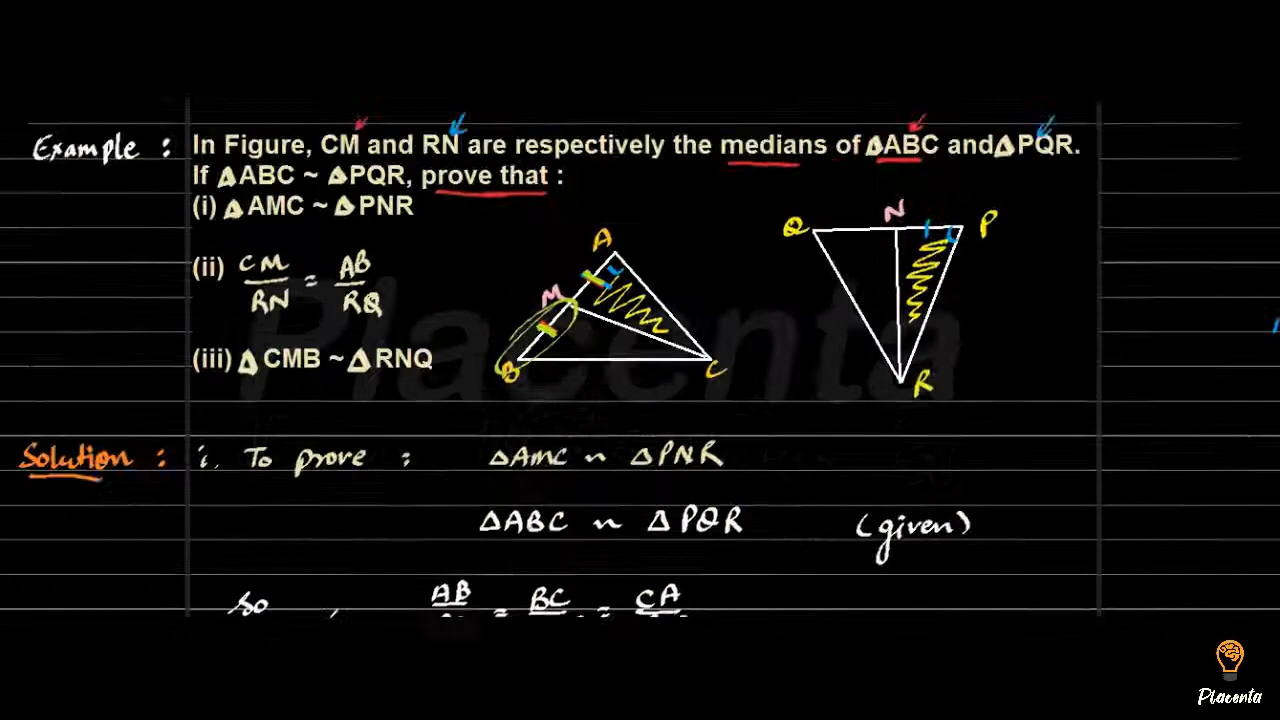 Example : In Figure, CM and RN are respectively the medians of ΔABC and ΔPQR.
If ΔABC ~ ΔPQR, prove that :
(i) ΔAMC ~ ΔPNR
(ii) CM/RN = AB/RQ
(iii) ΔCMB ~ ΔRNQ
A
M
B
C
Q
N
P
R
Placenta
Solution : i. To prove : ΔAMC ~ ΔPNR
ΔABC ~ ΔPQR (given)
So , AB = BC = CA
Placenta